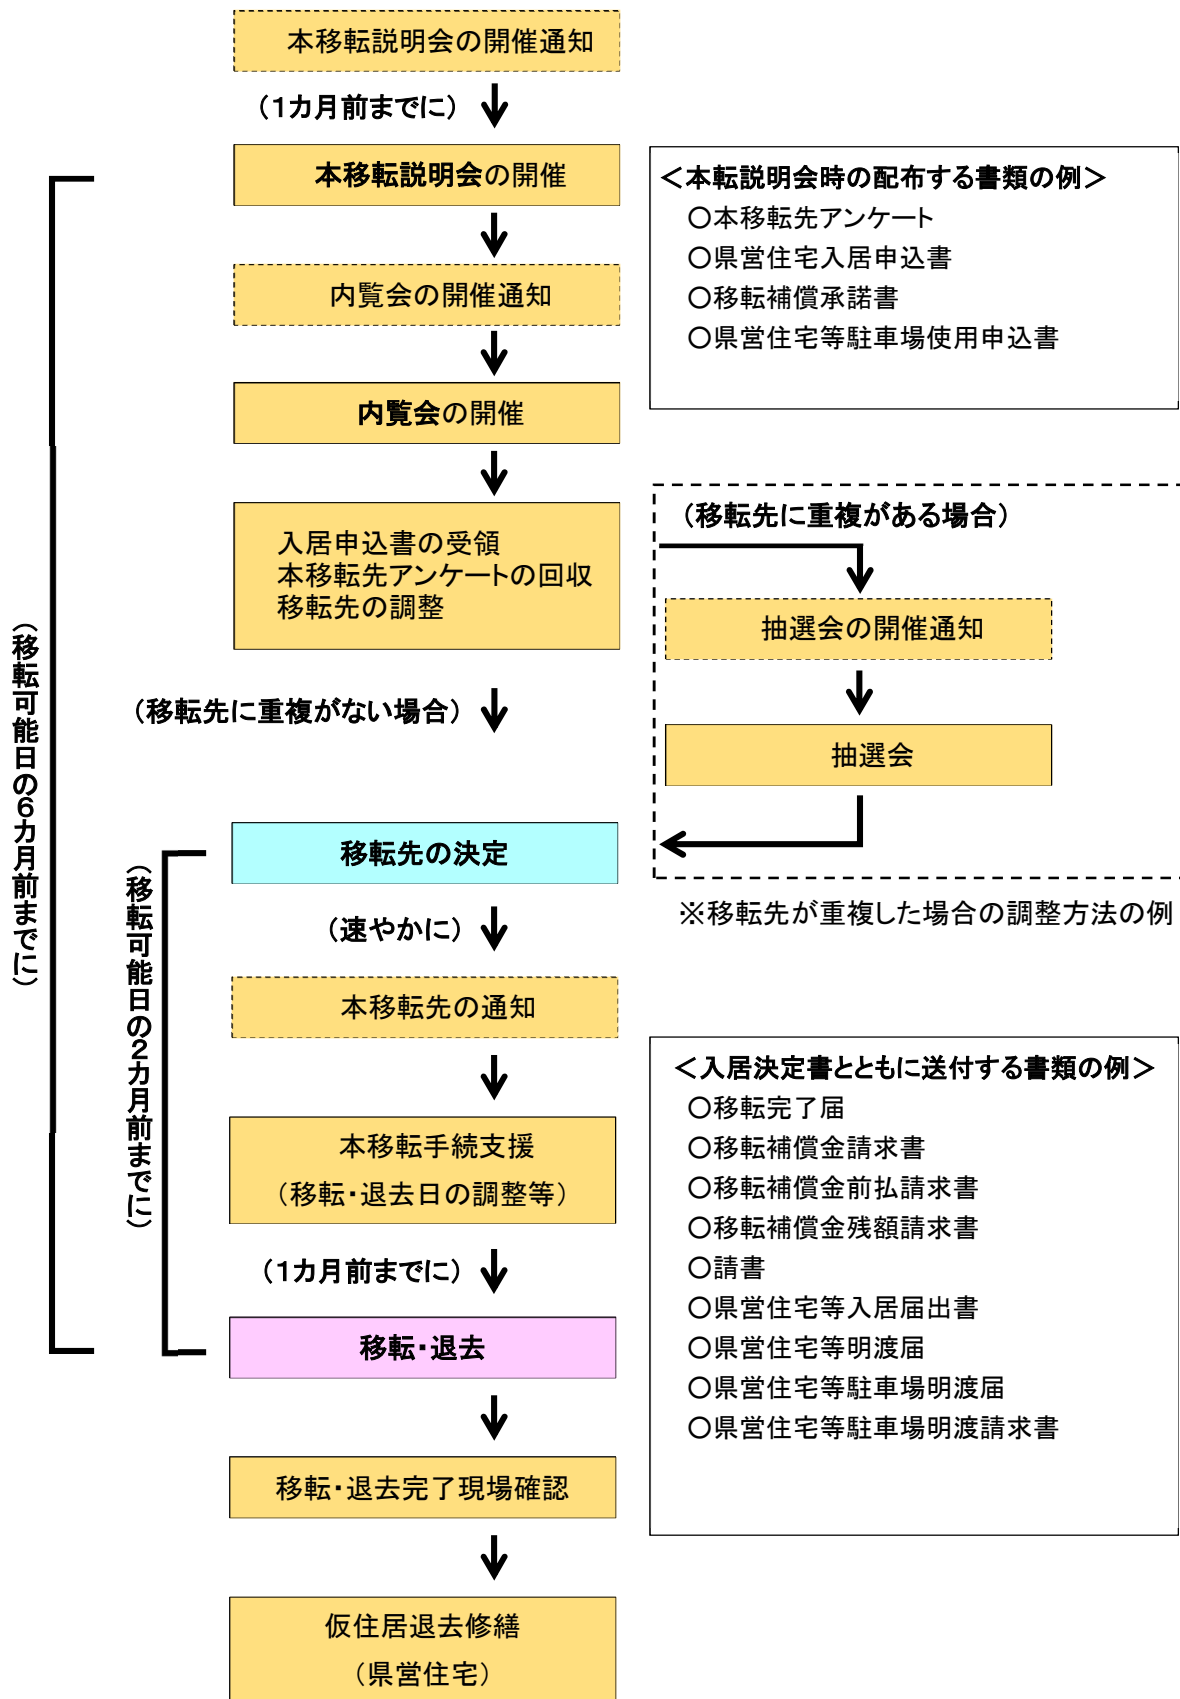 本移転説明会の開催通知
（1カ月前までに）
本移転説明会の開催
内覧会の開催通知
内覧会の開催
入居申込書の受領
本移転先アンケートの回収
移転先の調整
（移転先に重複がない場合）
移転先の決定
（速やかに）
本移転先の通知
本移転手続支援
（移転・退去日の調整等）
（1カ月前までに）
移転・退去
移転・退去完了現場確認
仮住居退去修繕
（県営住宅）
（移転可能日の6カ月前までに）
（移転可能日の2カ月前までに）
＜本転説明会時の配布する書類の例＞
○本移転先アンケート
○県営住宅入居申込書
○移転補償承諾書
○県営住宅等駐車場使用申込書
（移転先に重複がある場合）
抽選会の開催通知
抽選会
※移転先が重複した場合の調整方法の例
＜入居決定書とともに送付する書類の例＞
○移転完了届
○移転補償金請求書
○移転補償金前払請求書
○移転補償金残額請求書
○請書
○県営住宅等入居届出書
○県営住宅等明渡届
○県営住宅等駐車場明渡届
○県営住宅等駐車場明渡請求書